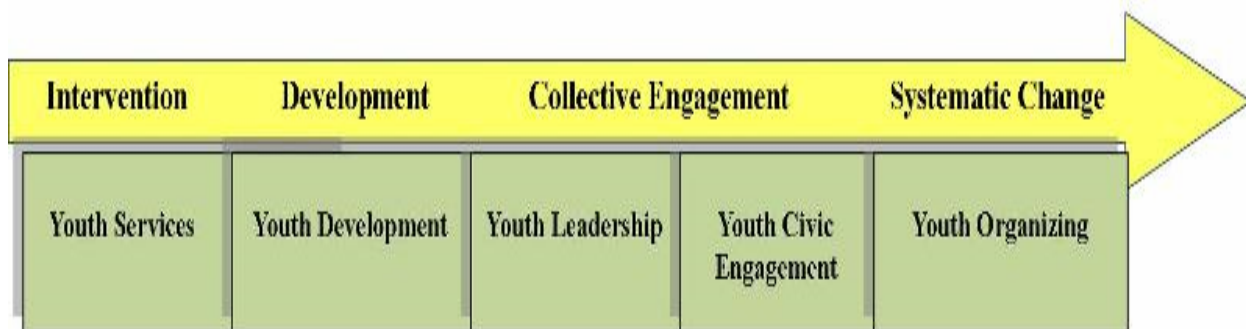 Intervention Development Collective Engagement Systematic Change
Youth Services Youth Development Youth Leadership Youth Civic Engagement Youth Organizing